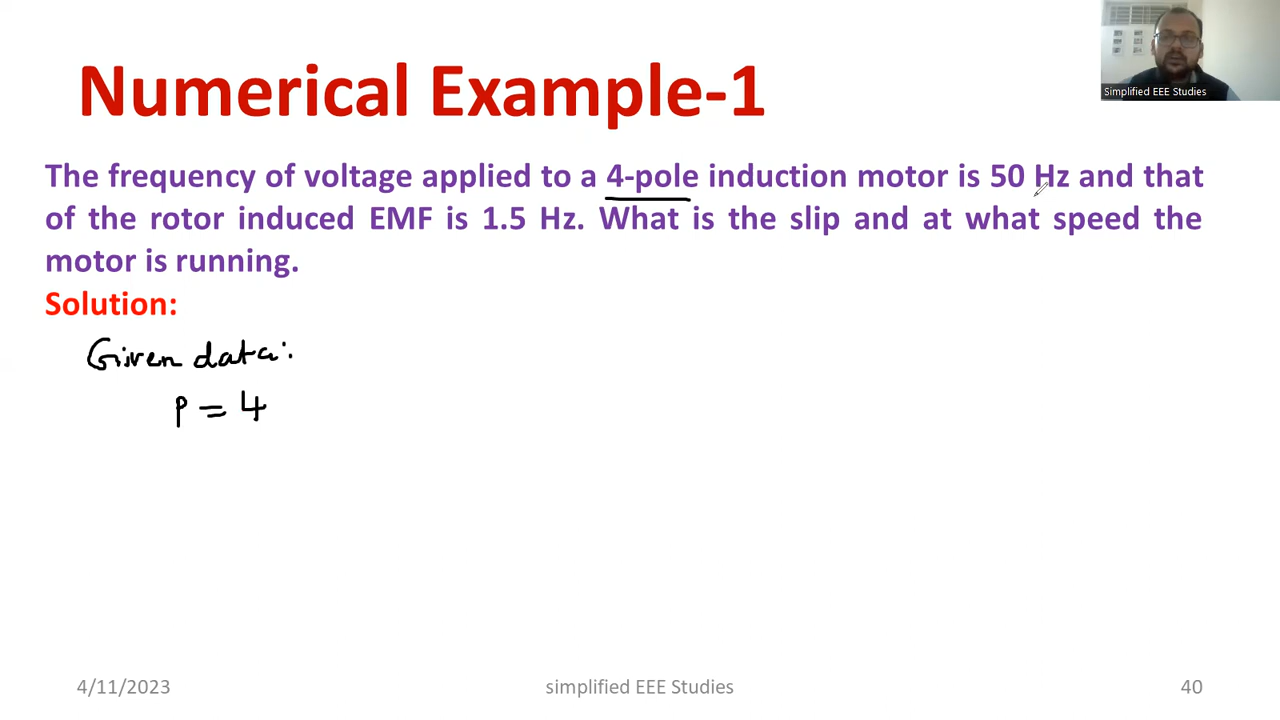 Numerical Example-1
Simplified EEE Studies
The frequency of voltage applied to a 4-pole induction motor is 50 Hz and that
of the rotor induced EMF is 1.5 Hz. What is the slip and at what speed the
motor is running.
Solution:
Given data:
P = 4
4/11/2023
simplified EEE Studies
40